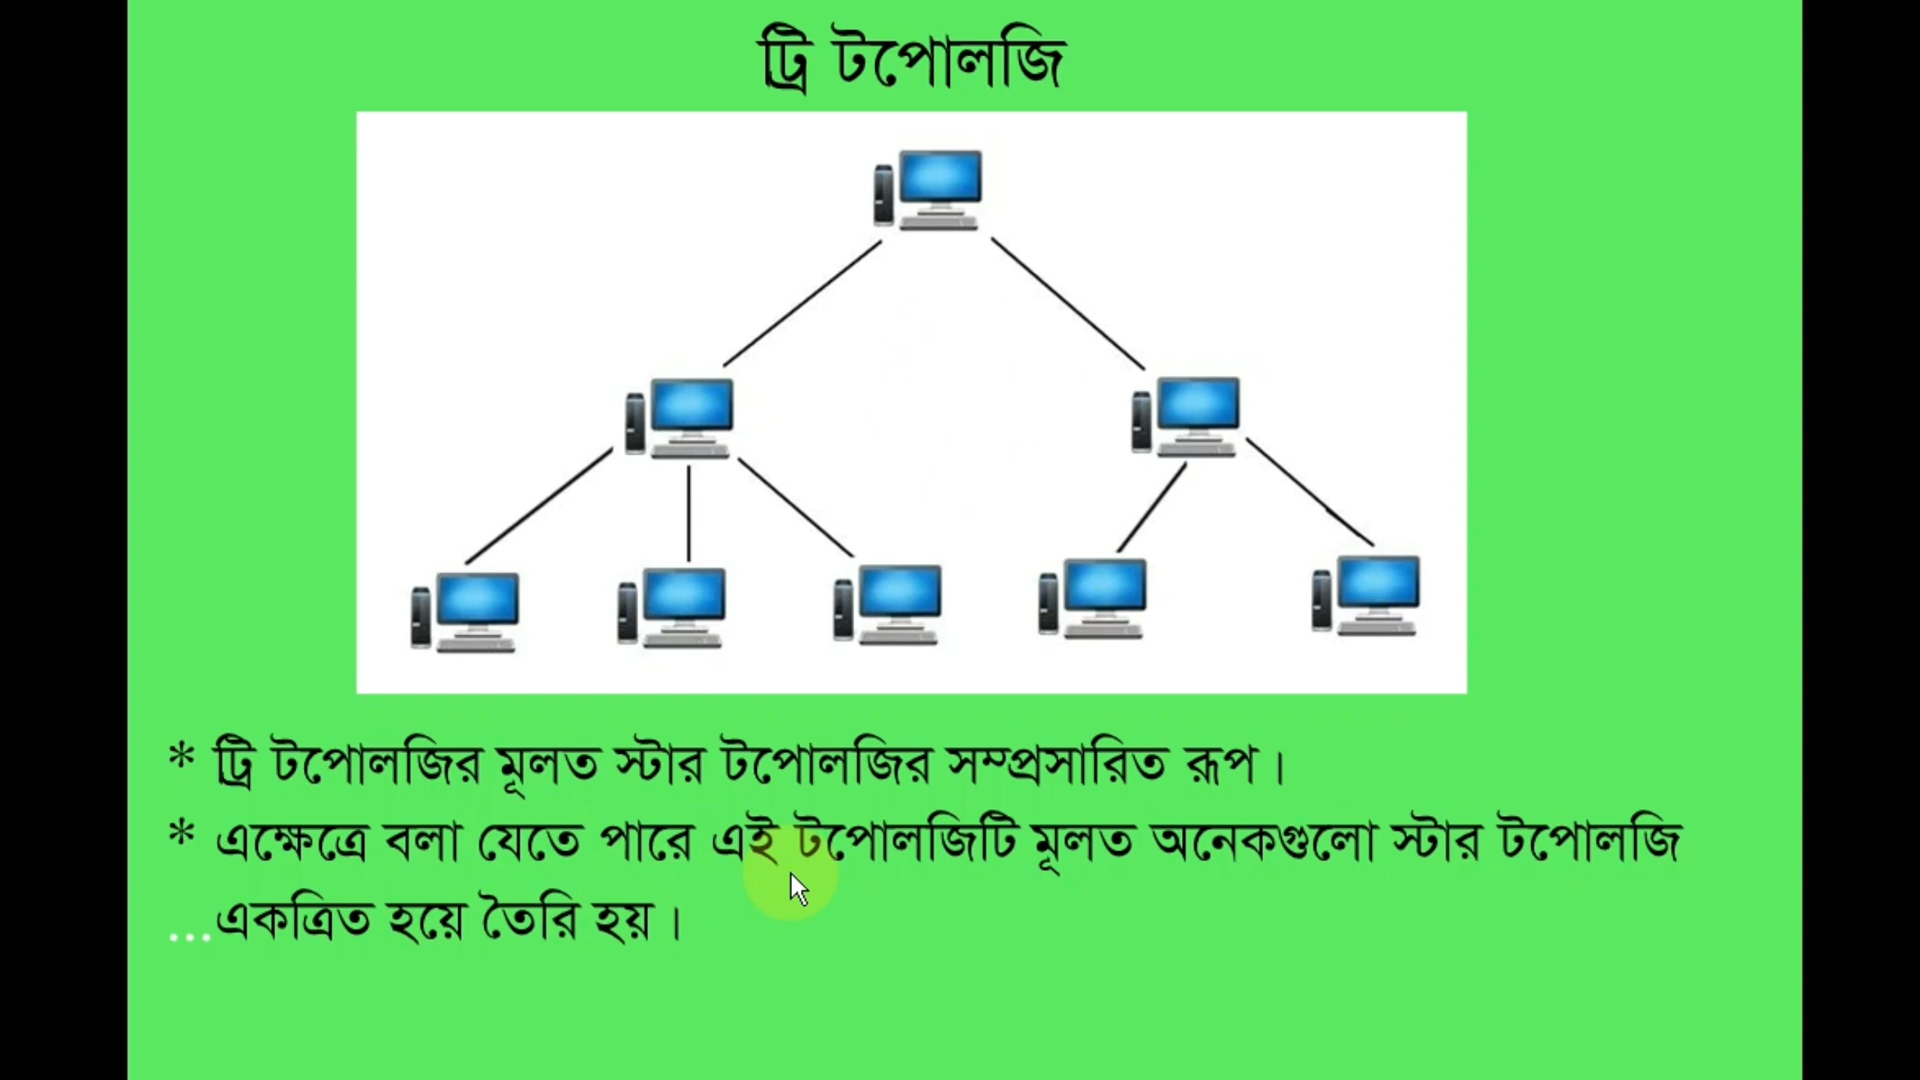 ট্রি টপোলজি
* ট্রি টপোলজির মূলত স্টার টপোলজির সম্প্রসারিত রূপ।
* এক্ষেত্রে বলা যেতে পারে এই টপোলজিটি মূলত অনেকগুলো স্টার টপোলজি
...একত্রিত হয়ে তৈরি হয়।